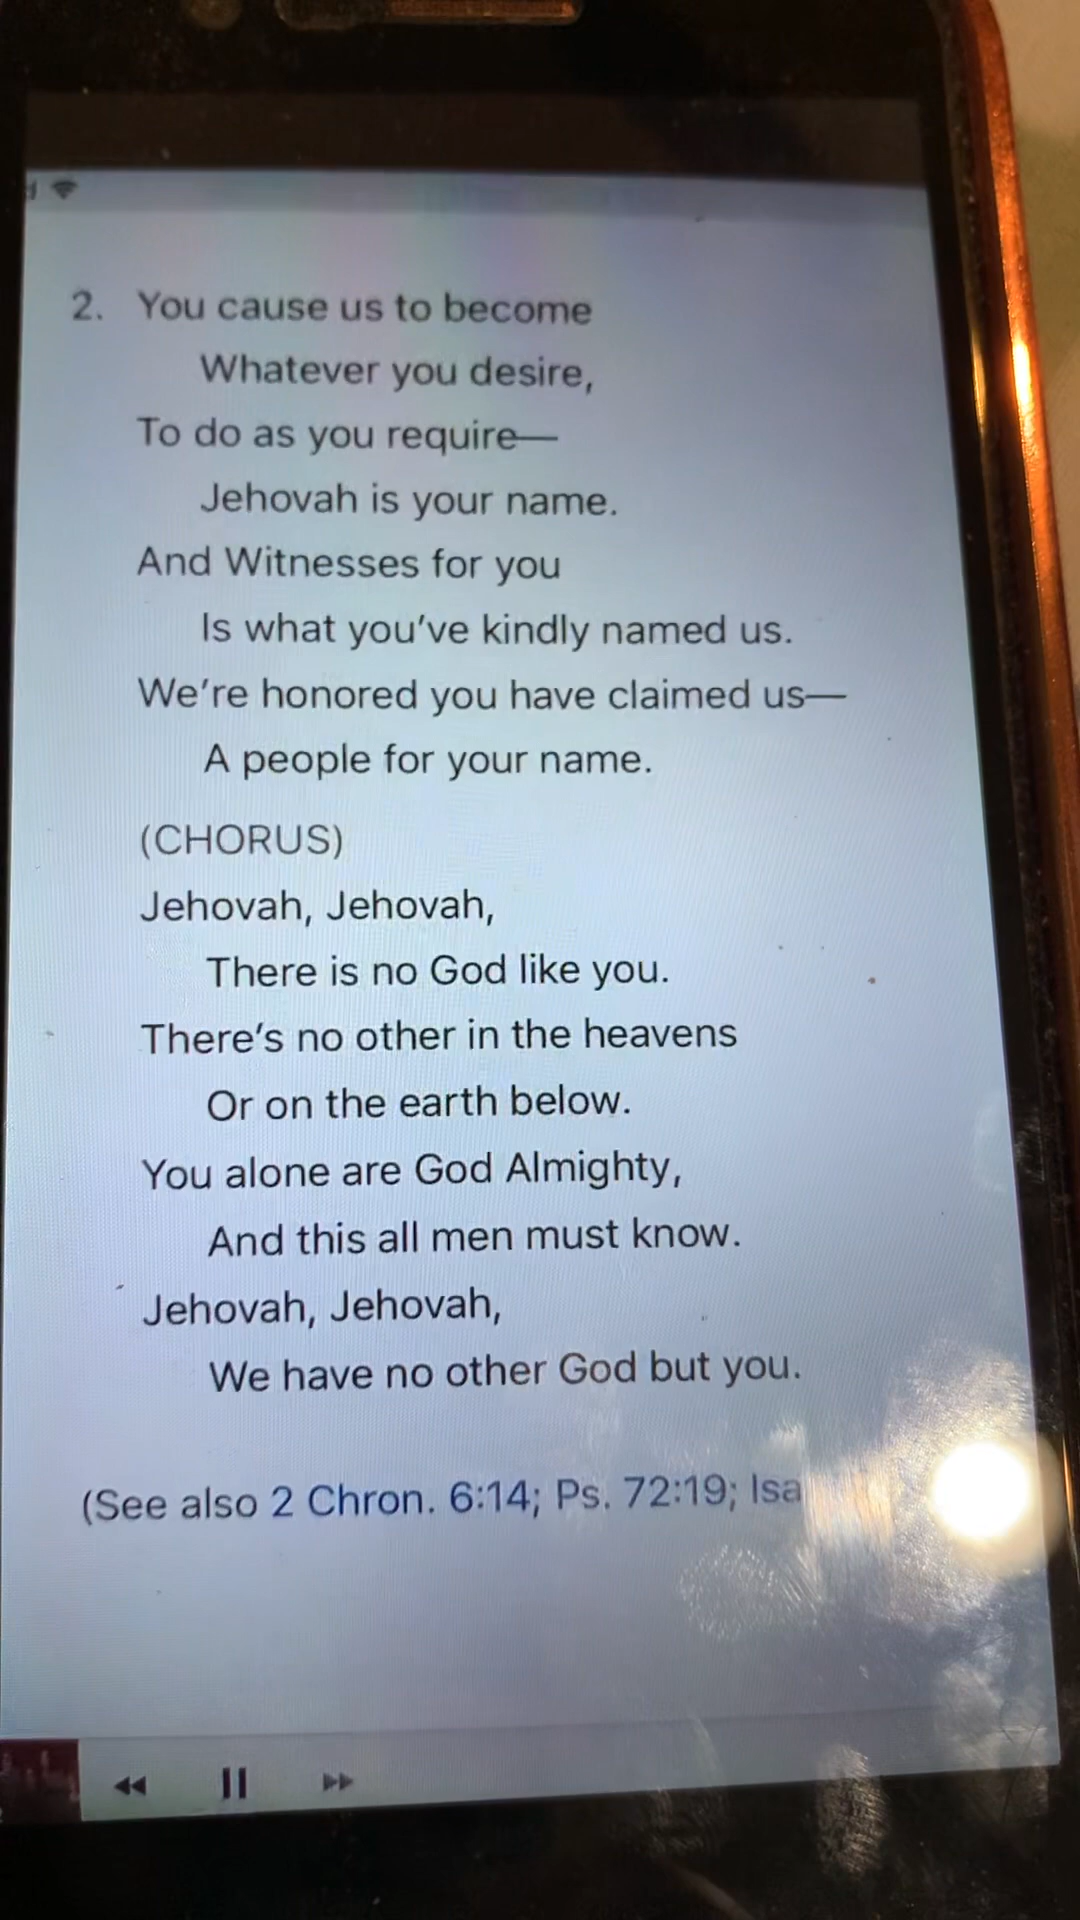 2. You cause us to become
Whatever you desire,
To do as you require—
Jehovah is your name.
And Witnesses for you
Is what you've kindly named us.
We're honored you have claimed us—
A people for your name.
(CHORUS)
Jehovah, Jehovah,
There is no God like you.
There's no other in the heavens
Or on the earth below.
You alone are God Almighty,
And this all men must know.
Jehovah, Jehovah,
We have no other God but you.
(See also 2 Chron. 6:14; Ps. 72:19; Isa